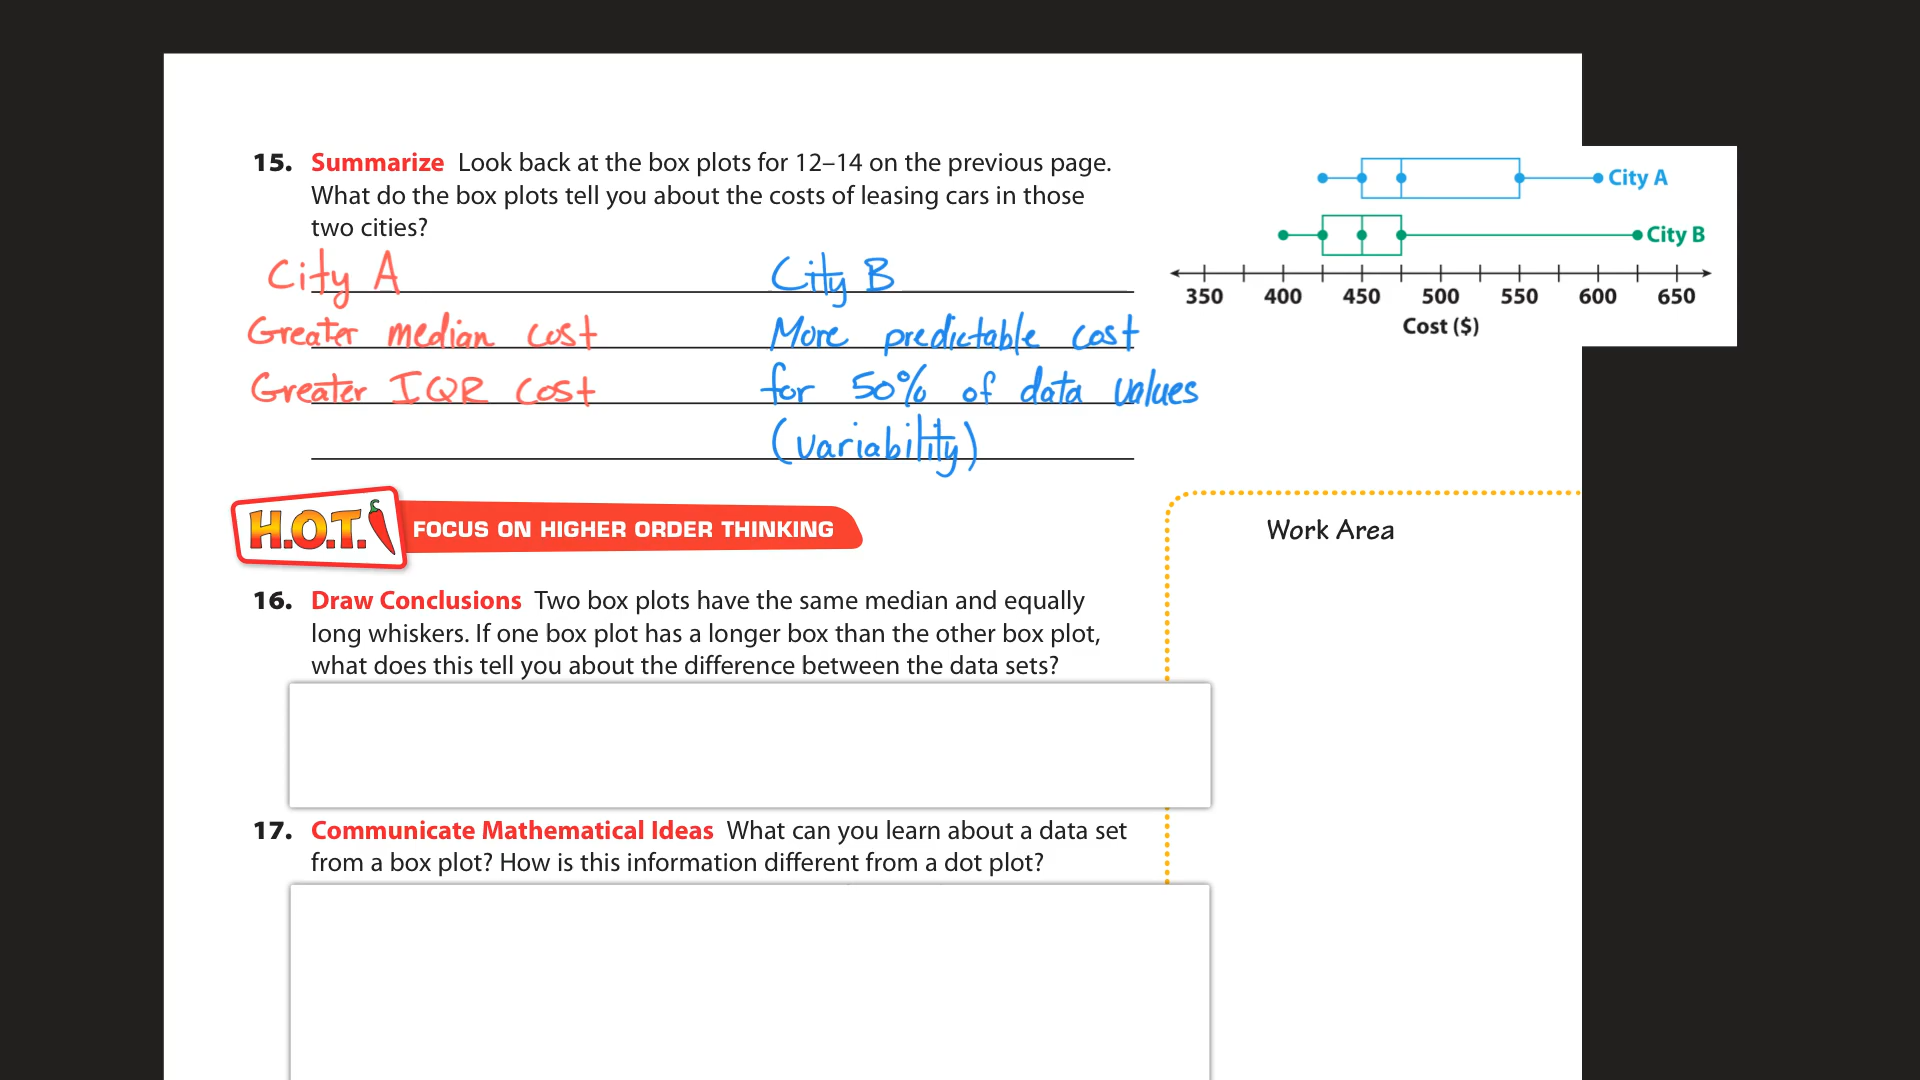 15. Summarize Look back at the box plots for 12–14 on the previous page.
What do the box plots tell you about the costs of leasing cars in those
two cities?
City A
Greater median cost
Greater IQR cost
City B
More predictable cost
for 50% of data values
(variability)
City A
City B
350 400 450 500 550 600 650
Cost ($)
H.O.T. FOCUS ON HIGHER ORDER THINKING
Work Area
16. Draw Conclusions Two box plots have the same median and equally
long whiskers. If one box plot has a longer box than the other box plot,
what does this tell you about the difference between the data sets?
17. Communicate Mathematical Ideas What can you learn about a data set
from a box plot? How is this information different from a dot plot?